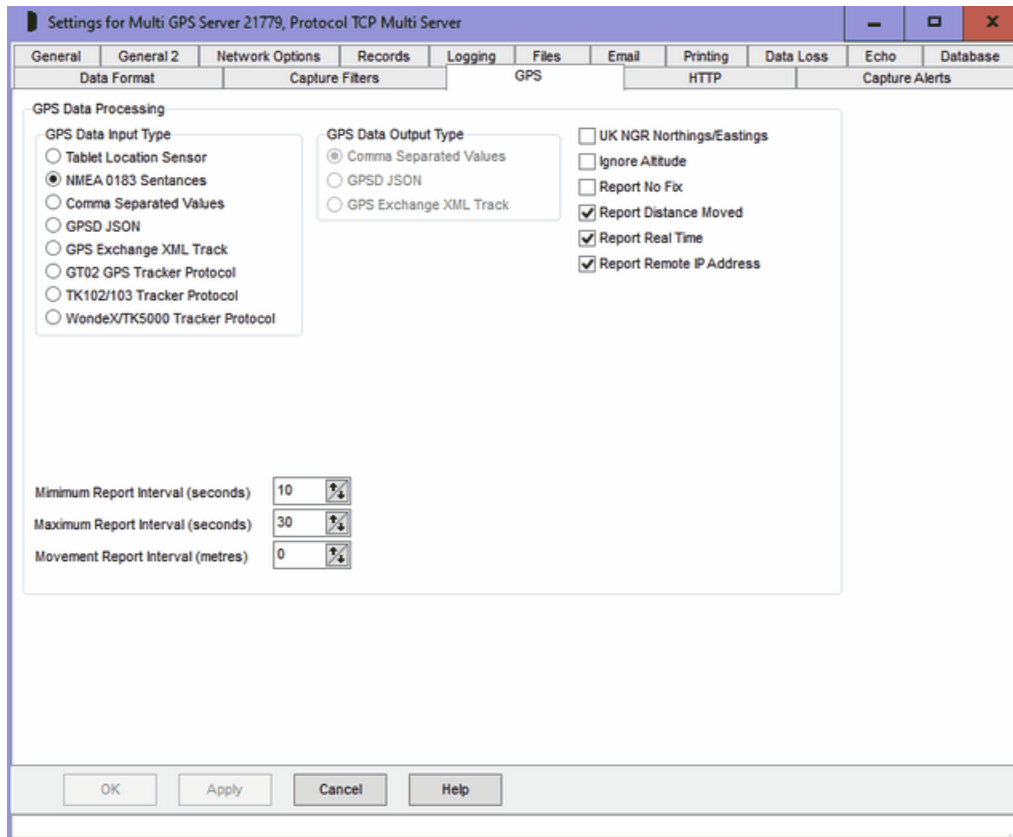 Settings for Multi GPS Server 21779, Protocol TCP Multi Server
General General 2 Network Options Records Logging Files Email Printing Data Loss Echo Database
Data Format Capture Filters GPS HTTP Capture Alerts
GPS Data Processing
GPS Data Input Type
Tablet Location Sensor
NMEA 0183 Sentances
Comma Separated Values
GPSD JSON
GPS Exchange XML Track
GT02 GPS Tracker Protocol
TK102/103 Tracker Protocol
WondeX/TK5000 Tracker Protocol
GPS Data Output Type
Comma Separated Values
GPSD JSON
GPS Exchange XML Track
UK NGR Northings/Eastings
Ignore Altitude
Report No Fix
Report Distance Moved
Report Real Time
Report Remote IP Address
Mimimum Report Interval (seconds) 10
Maximum Report Interval (seconds) 30
Movement Report Interval (metres) 0
OK Apply Cancel Help